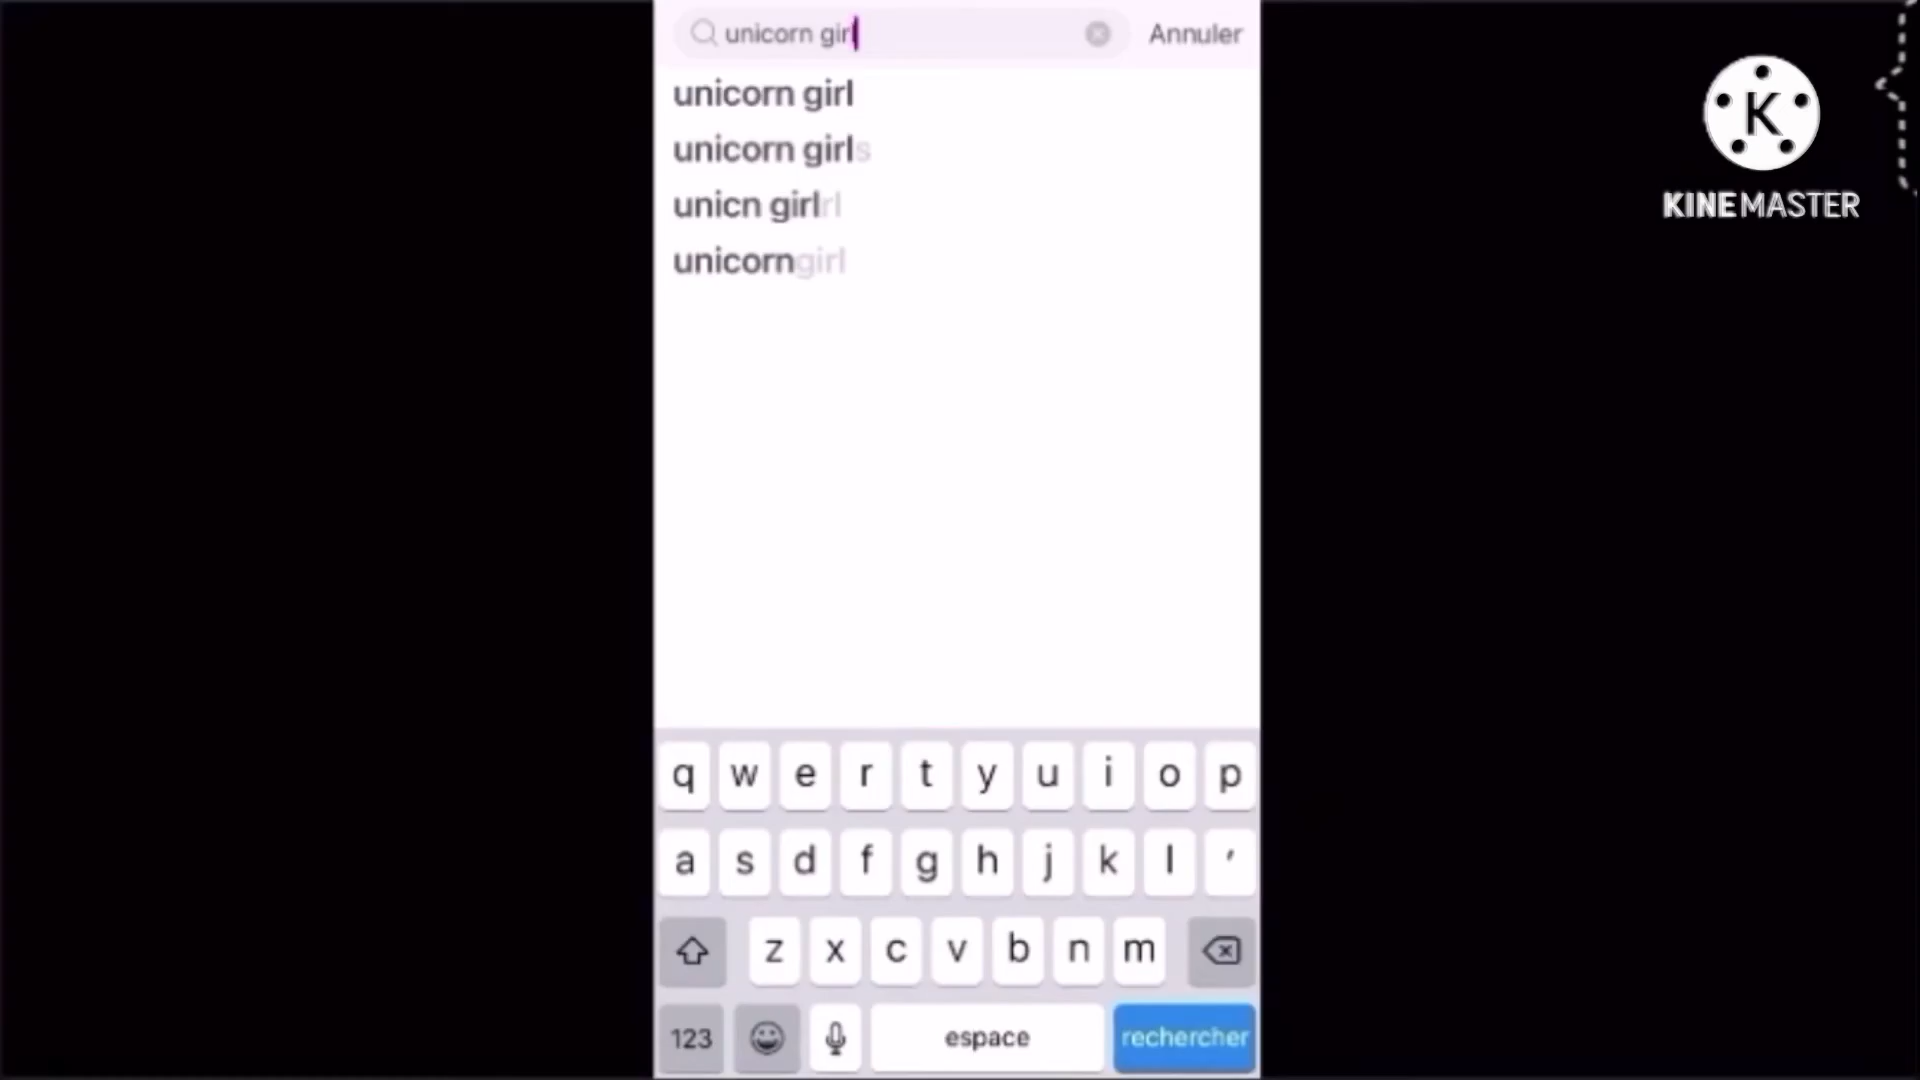 unicorn girl
Annuler
unicorn girl
unicorn girls
unicn girlrl
unicorngirl
K
KINEMASTER
q w e r t y u i o p
a s d f g h j k l ′
z x c v b n m
123
espace
rechercher